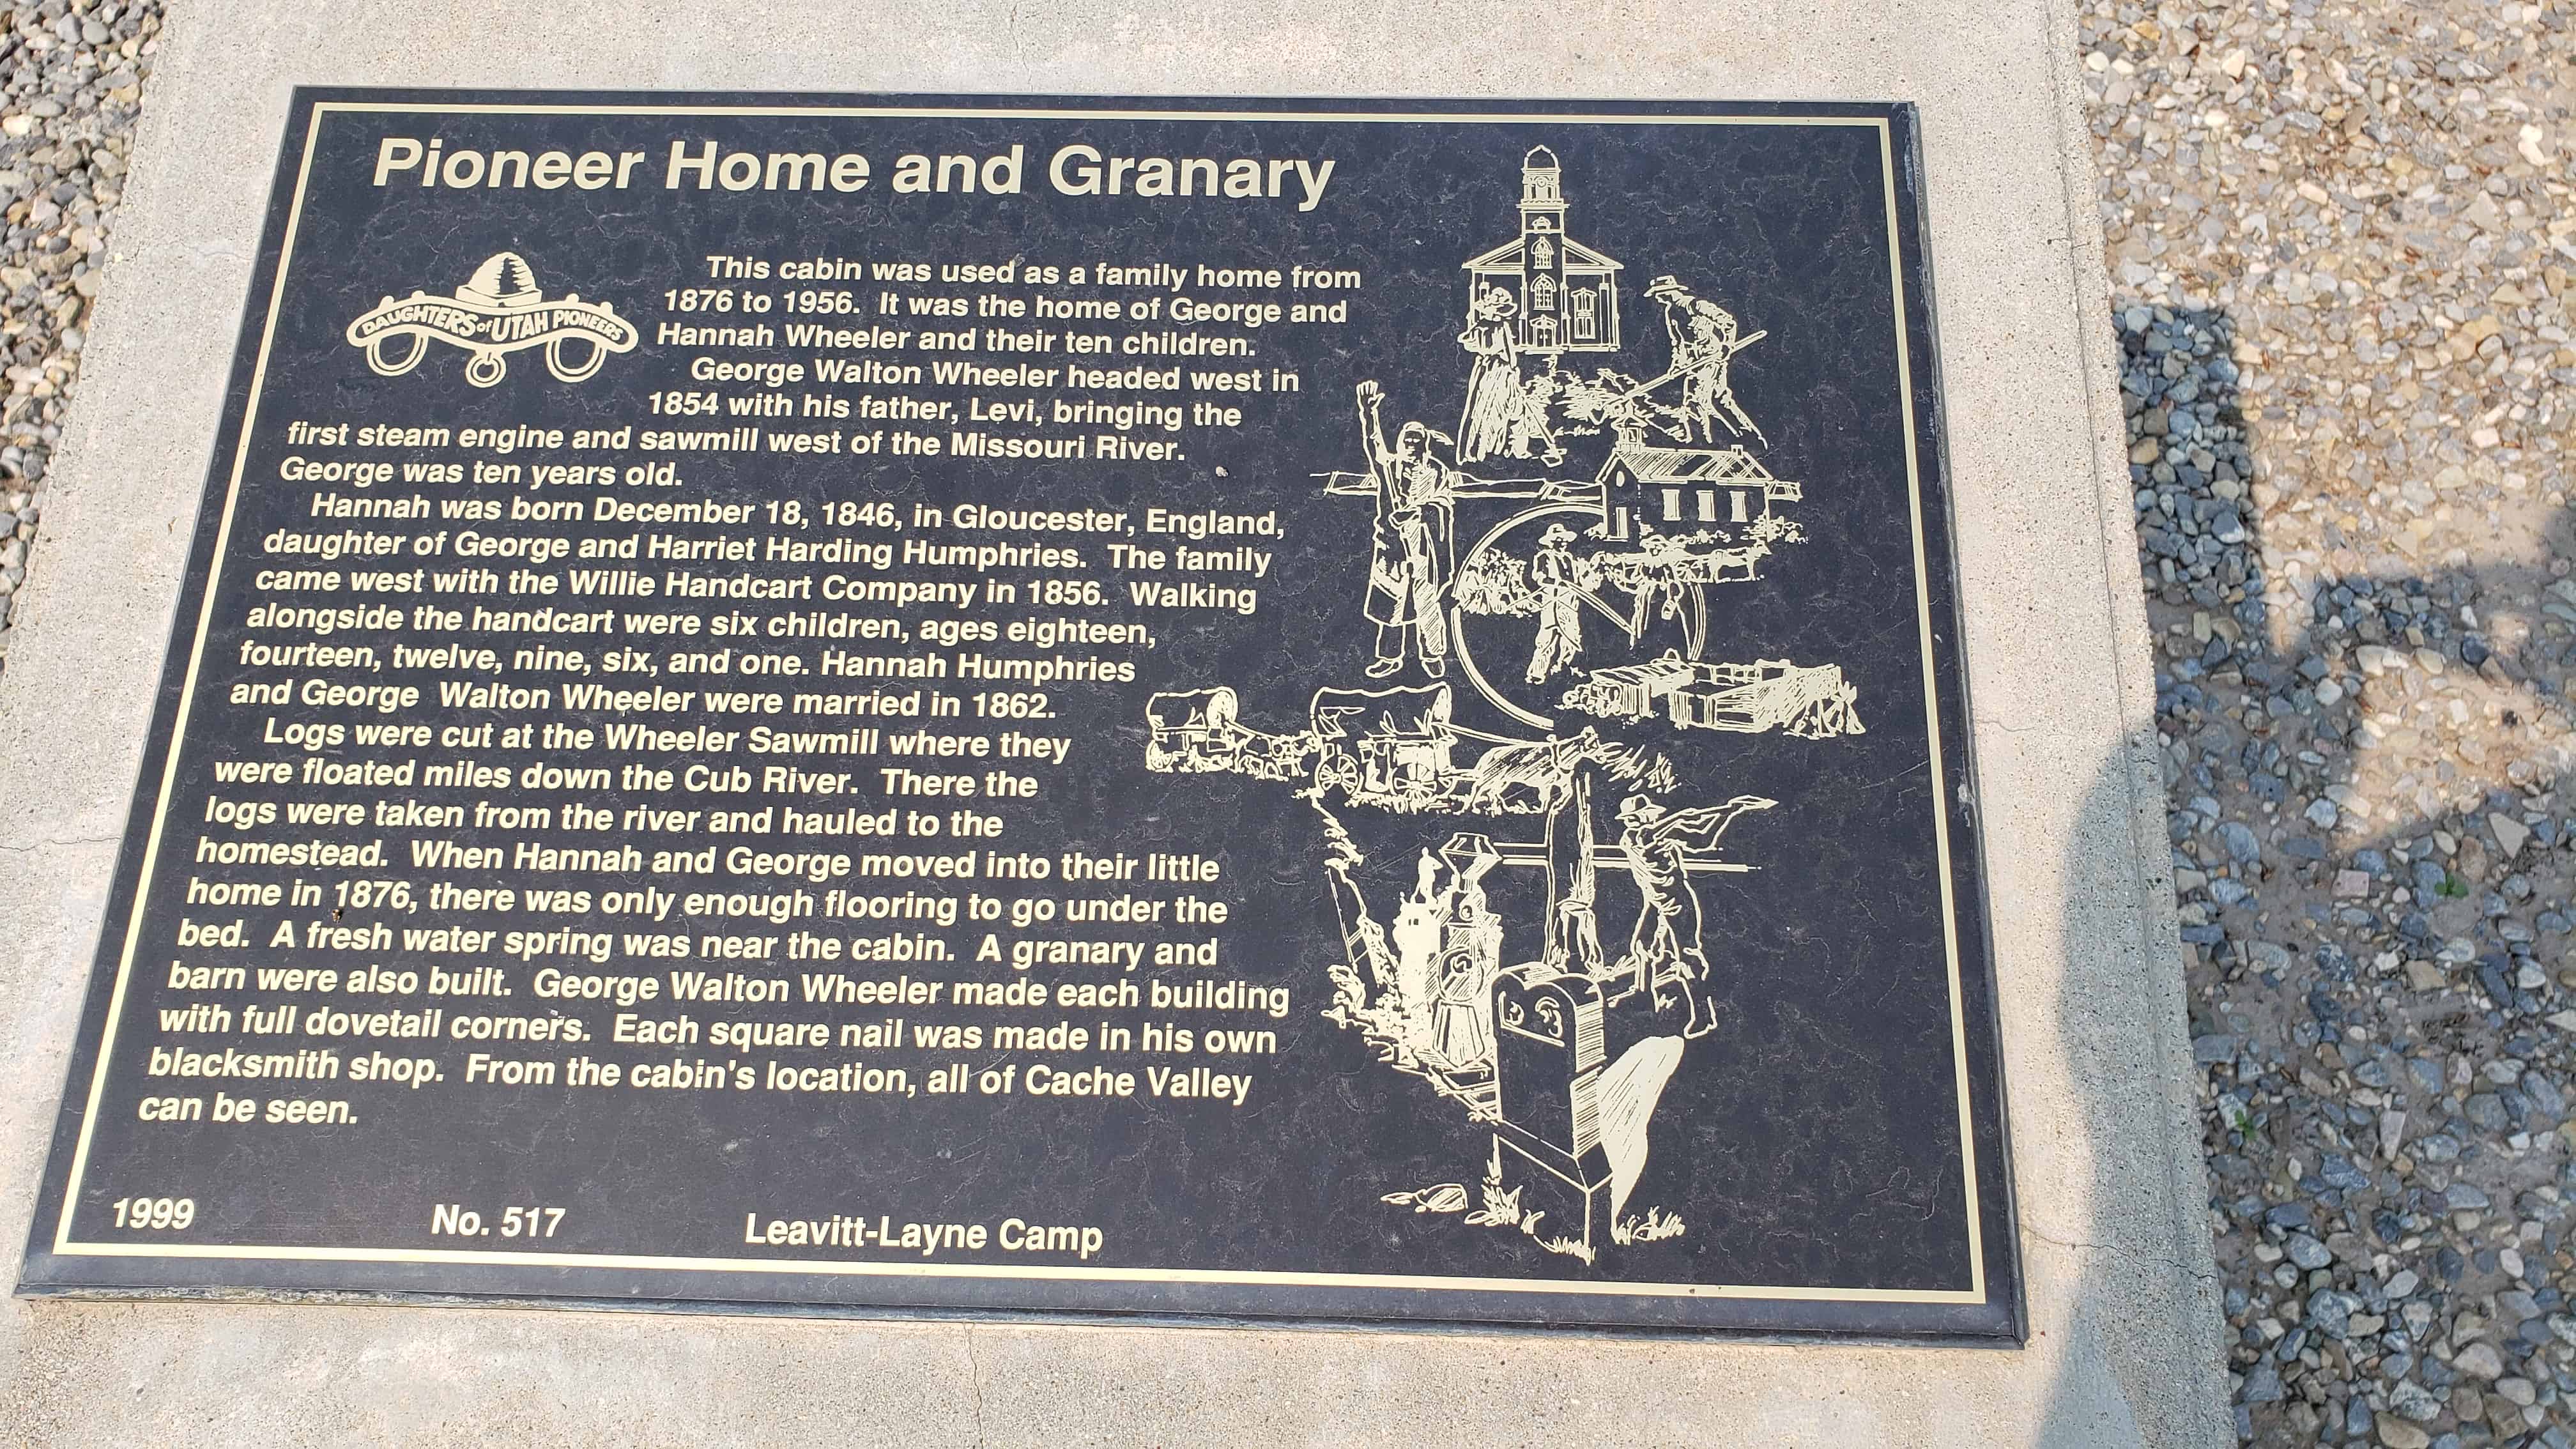 Pioneer Home and Granary
DAUGHTERS of UTAH PIONEERS
This cabin was used as a family home from
1876 to 1956. It was the home of George and
Hannah Wheeler and their ten children.
George Walton Wheeler headed west in
1854 with his father, Levi, bringing the
first steam engine and sawmill west of the Missouri River.
George was ten years old.
Hannah was born December 18, 1846, in Gloucester, England,
daughter of George and Harriet Harding Humphries. The family
came west with the Willie Handcart Company in 1856. Walking
alongside the handcart were six children, ages eighteen,
fourteen, twelve, nine, six, and one. Hannah Humphries
and George Walton Wheeler were married in 1862.
Logs were cut at the Wheeler Sawmill where they
were floated miles down the Cub River. There the
logs were taken from the river and hauled to the
homestead. When Hannah and George moved into their little
home in 1876, there was only enough flooring to go under the
bed. A fresh water spring was near the cabin. A granary and
barn were also built. George Walton Wheeler made each building
with full dovetail corners. Each square nail was made in his own
blacksmith shop. From the cabin's location, all of Cache Valley
can be seen.
1999 No. 517 Leavitt-Layne Camp